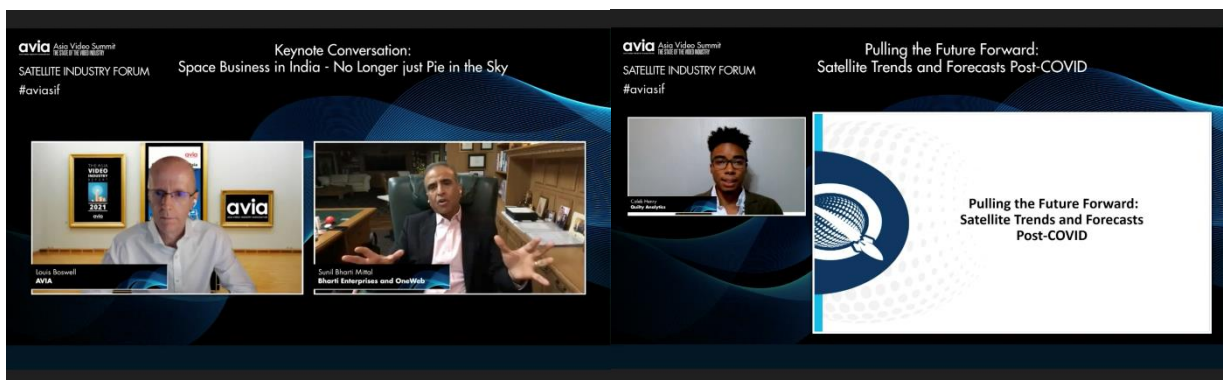 avia Asia Video Summit
THE STATE OF THE VIDEO INDUSTRY
SATELLITE INDUSTRY FORUM
#aviasif
Keynote Conversation:
Space Business in India - No Longer just Pie in the Sky
VIDEO
INDUSTRY
2021
avia
avia
avia
Louis Boswell
AVIA
Sunil Bharti Mittal
Bharti Enterprises and OneWeb
avia Asia Video Summit
THE STATE OF THE VIDEO INDUSTRY
SATELLITE INDUSTRY FORUM
#aviasif
Pulling the Future Forward:
Satellite Trends and Forecasts Post-COVID
Caleb Henry
Quilty Analytics
Pulling the Future Forward:
Satellite Trends and Forecasts
Post-COVID